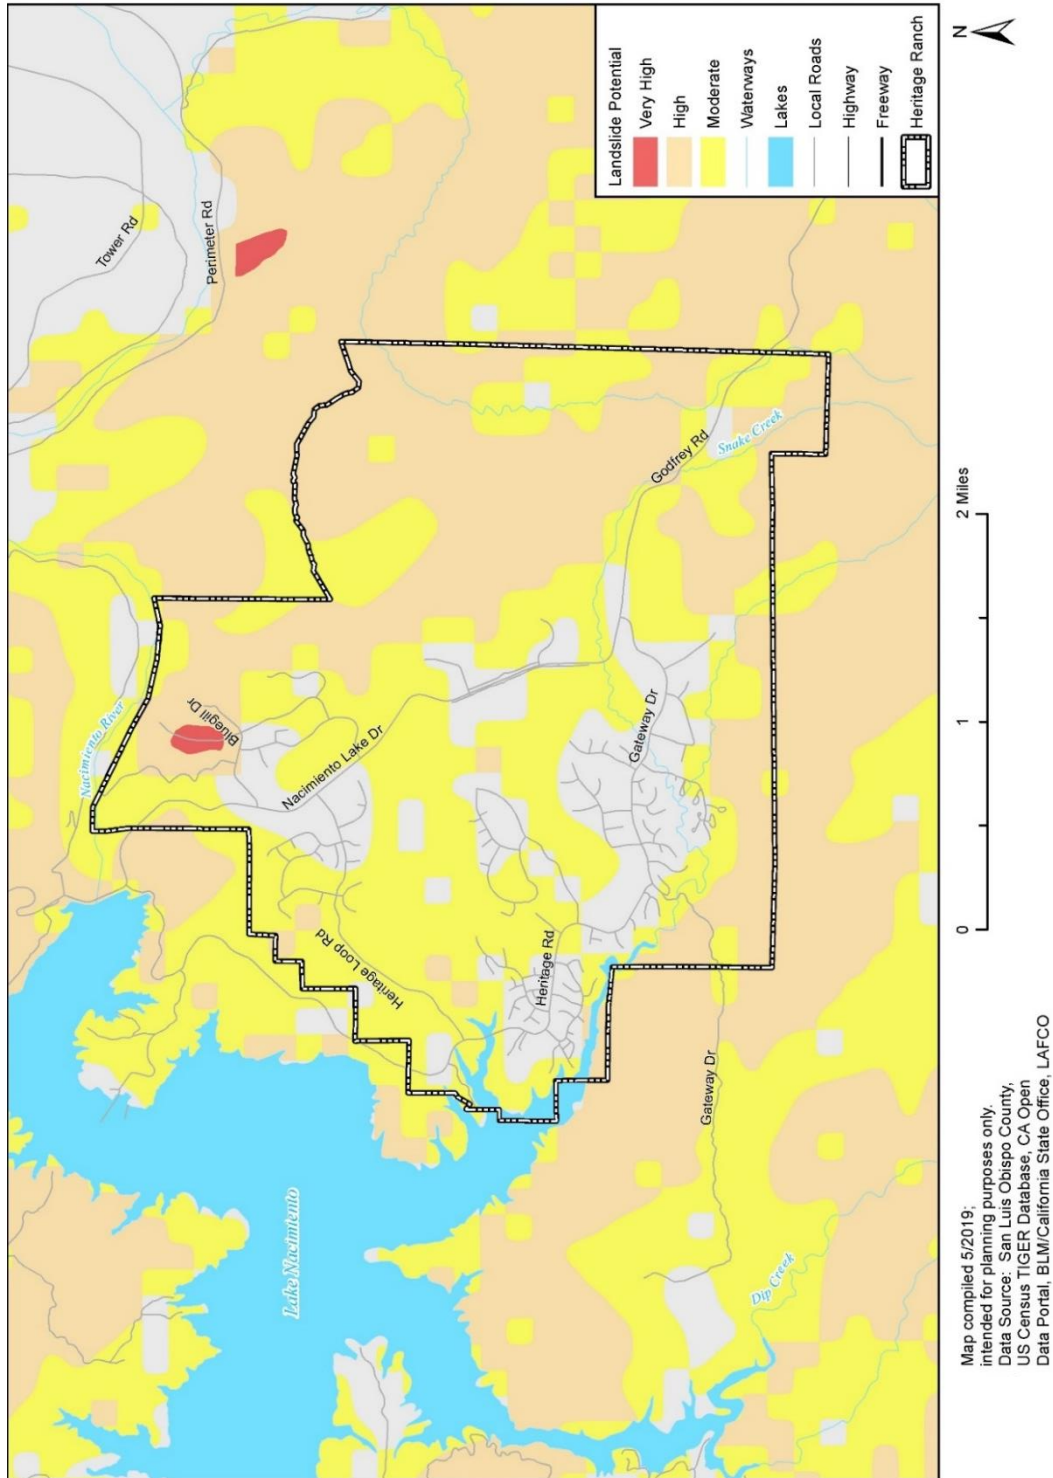 Tower Rd
Perimeter Rd
Nacimiento River
Bluegill Dr
Nacimiento Lake Dr
Heritage Loop Rd
Lake Nacimiento
Heritage Rd
Gateway Dr
Godfrey Rd
Snake Creek
Gateway Dr
Dip Creek
Landslide Potential
Very High
High
Moderate
Waterways
Lakes
Local Roads
Highway
Freeway
Heritage Ranch
N
0 1 2 Miles
Map compiled 5/2019;
intended for planning purposes only.
Data Source: San Luis Obispo County,
US Census TIGER Database, CA Open
Data Portal, BLM/California State Office, LAFCO